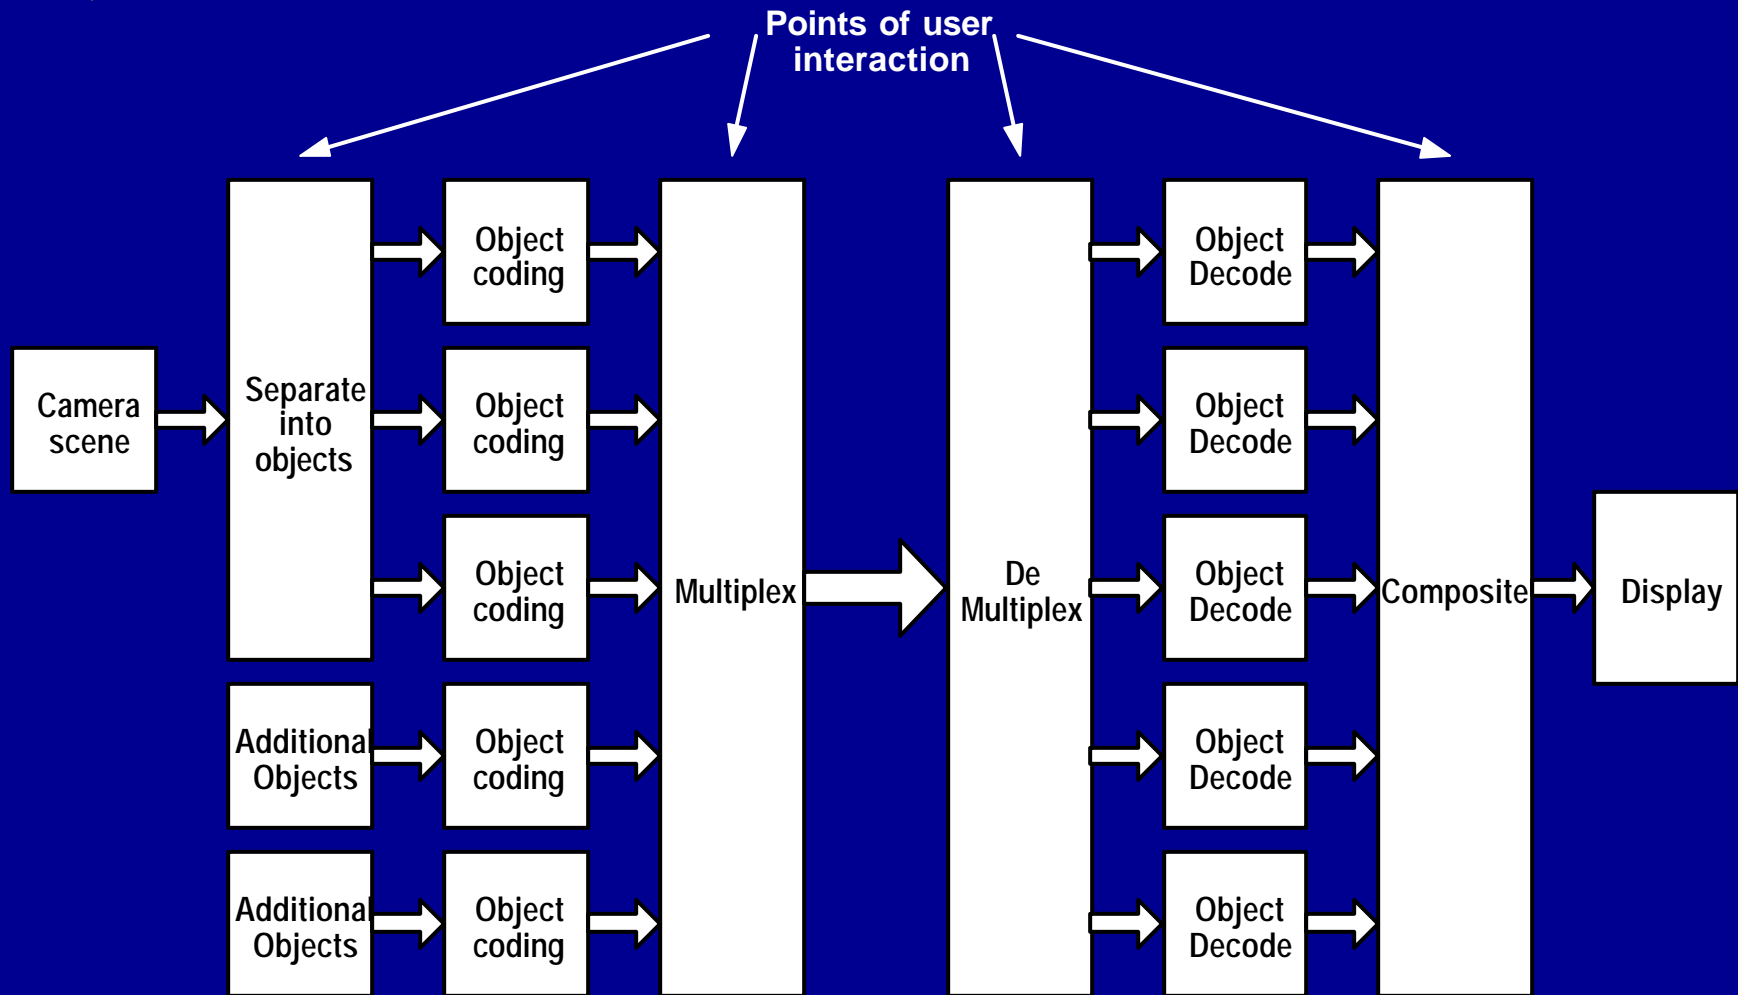 Points of user
interaction
Camera
scene
Separate
into
objects
Additional
Objects
Additional
Objects
Object
coding
Object
coding
Object
coding
Object
coding
Object
coding
Multiplex
De
Multiplex
Object
Decode
Object
Decode
Object
Decode
Object
Decode
Object
Decode
Composite
Display